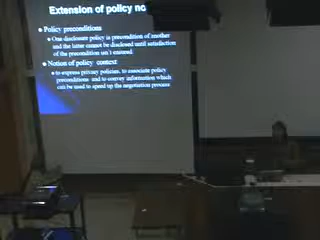 Extension of policy no
Policy preconditions
One disclosure policy is precondition of another
and the latter cannot be disclosed until satisfaction
of the precondition isn't ensured
Notion of policy context
to express privacy policies, to associate policy
preconditions and to convey information which
can be used to speed up the negotiation process